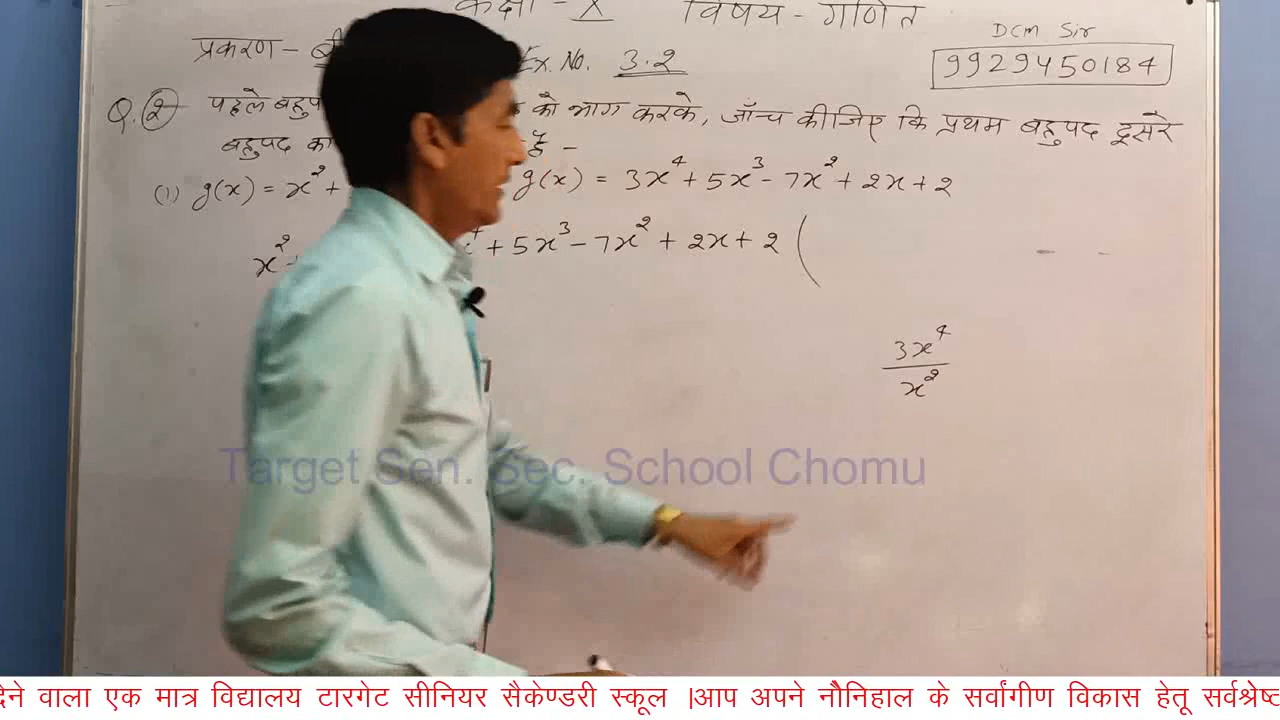 कक्षा - X विषय - गणित
प्रकरण - Ex. No. 3.2
DCM Sir
9929450184
Q. ② पहले बहुप को भाग करके, जाँच कीजिए कि प्रथम बहुपद दूसरे
बहुपद का है -
(1) g(x) = x² + g(x) = 3x⁴ + 5x³ - 7x² + 2x + 2
x² + 5x³ - 7x² + 2x + 2 (
3x⁴
x²
Target Sen. Sec. School Chomu
देने वाला एक मात्र विद्यालय टारगेट सीनियर सैकेण्डरी स्कूल ।आप अपने नौनिहाल के सर्वांगीण विकास हेतू सर्वश्रेष्ट